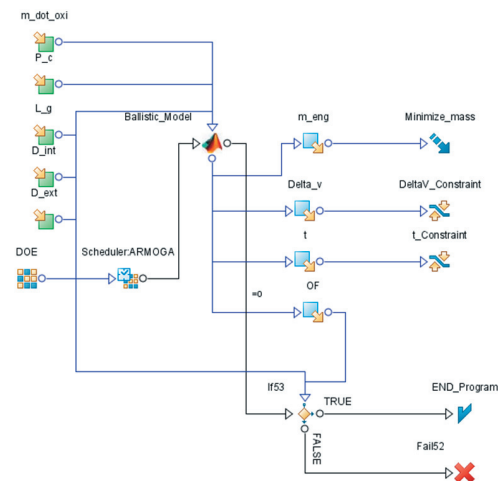 m_dot_oxi
P_c
L_g
Ballistic_Model
m_eng
Minimize_mass
D_int
D_ext
Delta_v
DeltaV_Constraint
t
t_Constraint
DOE
Scheduler:ARMOGA
OF
=0
If53
TRUE
END_Program
FALSE
Fail52